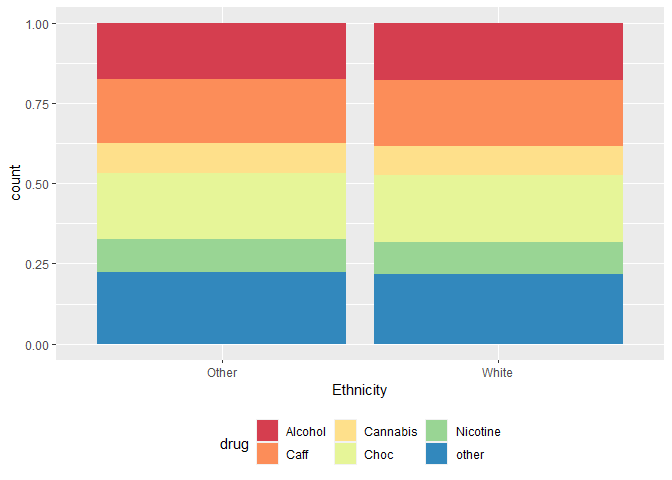 1.00
0.75
count
0.50
0.25
0.00
Other White
Ethnicity
drug
Alcohol Cannabis Nicotine
Caff Choc other